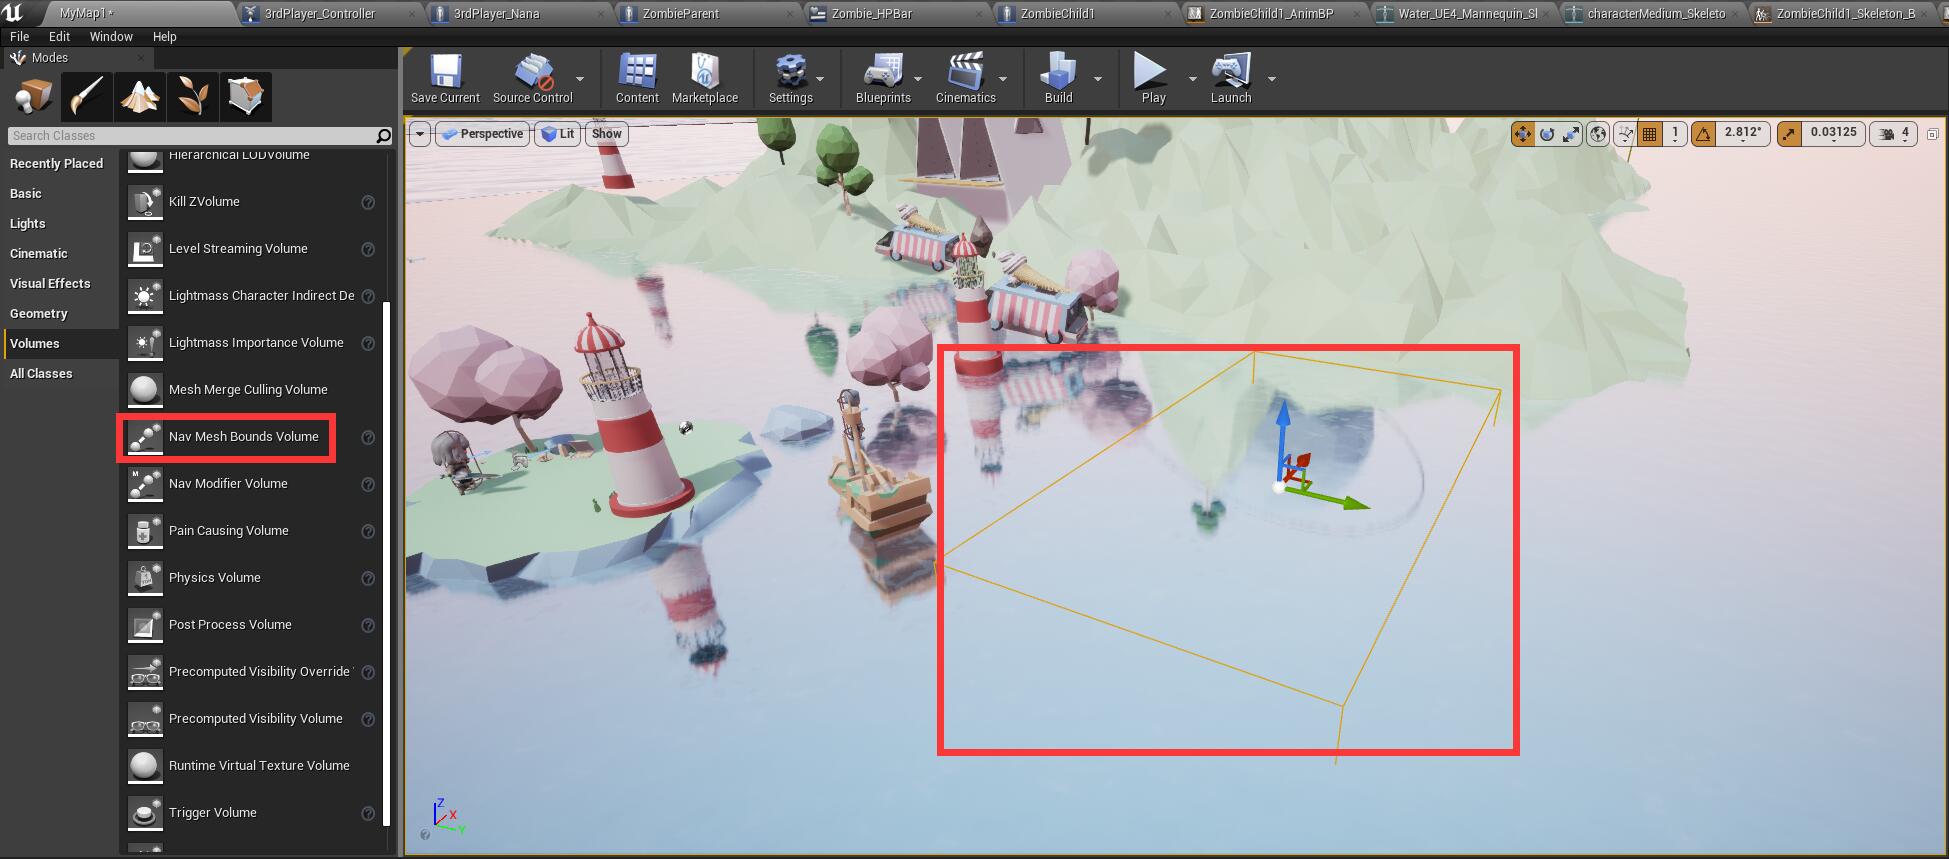 MyMap1*
3rdPlayer_Controller
3rdPlayer_Nana
ZombieParent
Zombie_HPBar
ZombieChild1
ZombieChild1_AnimBP
Water_UE4_Mannequin_Sl
characterMedium_Skeleto
ZombieChild1_Skeleton_B
File Edit Window Help
Modes
Save Current
Source Control
Content
Marketplace
Settings
Blueprints
Cinematics
Build
Play
Launch
Search Classes
Perspective
Lit
Show
1
2.812°
0.03125
4
Recently Placed
Basic
Lights
Cinematic
Visual Effects
Geometry
Volumes
All Classes
Hierarchical LODVolume
Kill ZVolume
Level Streaming Volume
Lightmass Character Indirect De
Lightmass Importance Volume
Mesh Merge Culling Volume
Nav Mesh Bounds Volume
Nav Modifier Volume
Pain Causing Volume
Physics Volume
Post Process Volume
Precomputed Visibility Override
Precomputed Visibility Volume
Runtime Virtual Texture Volume
Trigger Volume
Z
X
Y